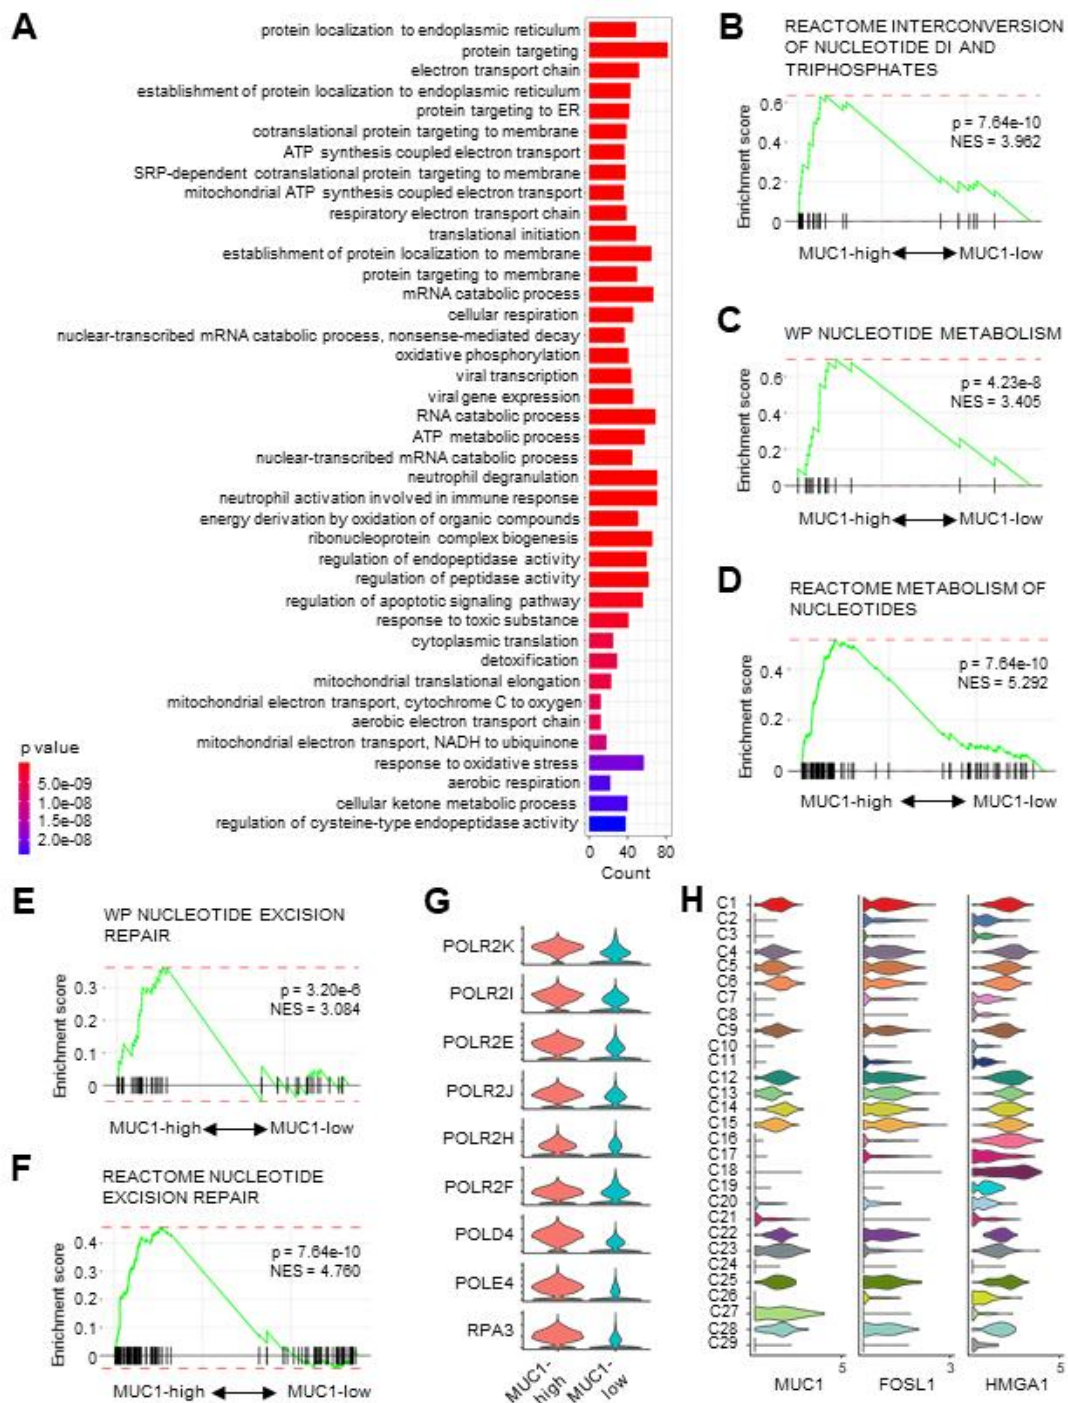 A
protein localization to endoplasmic reticulum
protein targeting
electron transport chain
establishment of protein localization to endoplasmic reticulum
protein targeting to ER
cotranslational protein targeting to membrane
ATP synthesis coupled electron transport
SRP-dependent cotranslational protein targeting to membrane
mitochondrial ATP synthesis coupled electron transport
respiratory electron transport chain
translational initiation
establishment of protein localization to membrane
protein targeting to membrane
mRNA catabolic process
cellular respiration
nuclear-transcribed mRNA catabolic process, nonsense-mediated decay
oxidative phosphorylation
viral transcription
viral gene expression
RNA catabolic process
ATP metabolic process
nuclear-transcribed mRNA catabolic process
neutrophil degranulation
neutrophil activation involved in immune response
energy derivation by oxidation of organic compounds
ribonucleoprotein complex biogenesis
regulation of endopeptidase activity
regulation of peptidase activity
regulation of apoptotic signaling pathway
response to toxic substance
cytoplasmic translation
detoxification
mitochondrial translational elongation
mitochondrial electron transport, cytochrome C to oxygen
aerobic electron transport chain
mitochondrial electron transport, NADH to ubiquinone
response to oxidative stress
aerobic respiration
cellular ketone metabolic process
regulation of cysteine-type endopeptidase activity
0 40 80
Count
p value
5.0e-09
1.0e-08
1.5e-08
2.0e-08
B
REACTOME INTERCONVERSION
OF NUCLEOTIDE DI AND
TRIPHOSPHATES
Enrichment score
0.6
0.4
0.2
0
p = 7.64e-10
NES = 3.962
MUC1-high MUC1-low
C
WP NUCLEOTIDE METABOLISM
Enrichment score
0.6
0.4
0.2
0
p = 4.23e-8
NES = 3.405
MUC1-high MUC1-low
D
REACTOME METABOLISM OF
NUCLEOTIDES
Enrichment score
0.4
0.2
0
p = 7.64e-10
NES = 5.292
MUC1-high MUC1-low
E
WP NUCLEOTIDE EXCISION
REPAIR
Enrichment score
0.3
0.2
0.1
0
p = 3.20e-6
NES = 3.084
MUC1-high MUC1-low
F
REACTOME NUCLEOTIDE
EXCISION REPAIR
Enrichment score
0.4
0.3
0.2
0.1
0
p = 7.64e-10
NES = 4.760
MUC1-high MUC1-low
G
POLR2K
POLR2I
POLR2E
POLR2J
POLR2H
POLR2F
POLD4
POLE4
RPA3
MUC1-high
MUC1-low
H
C1
C2
C3
C4
C5
C6
C7
C8
C9
C10
C11
C12
C13
C14
C15
C16
C17
C18
C19
C20
C21
C22
C23
C24
C25
C26
C27
C28
C29
5 3 5
MUC1 FOSL1 HMGA1